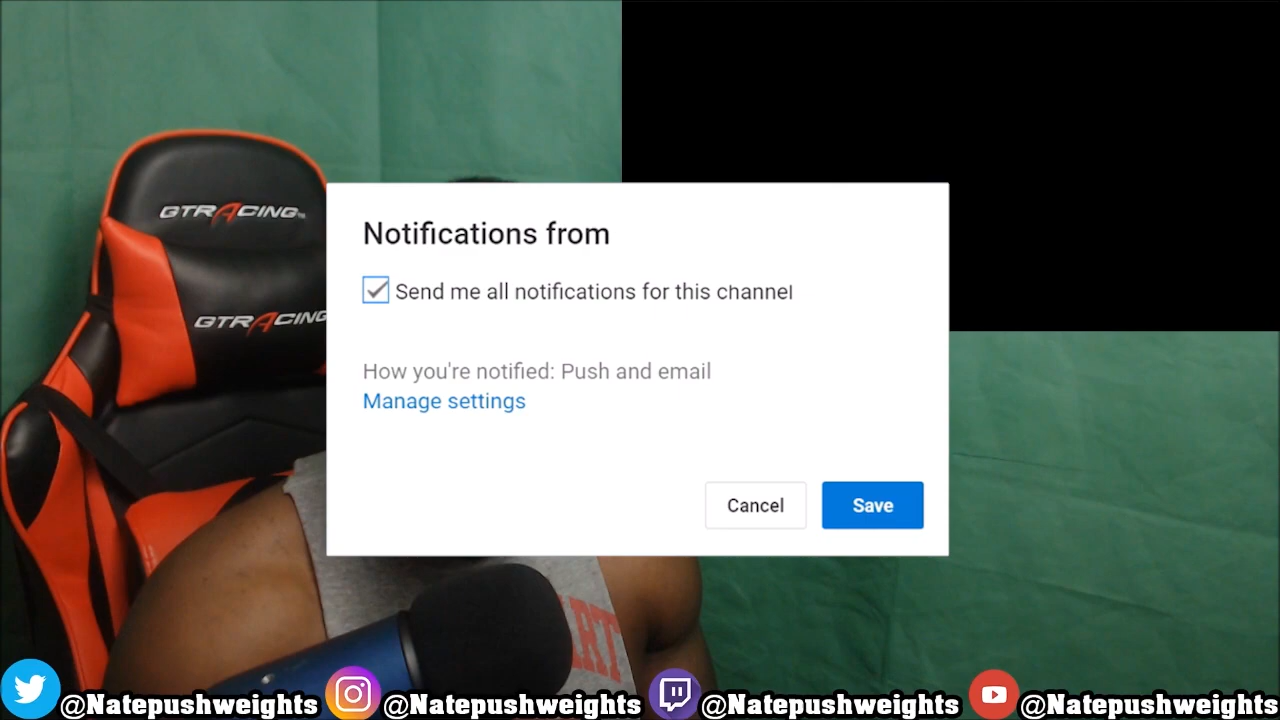 GTRACING
GTRACING
Notifications from
Send me all notifications for this channel
How you're notified: Push and email
Manage settings
Cancel
Save
ART
@Natepushweights
@Natepushweights
@Natepushweights
@Natepushweights